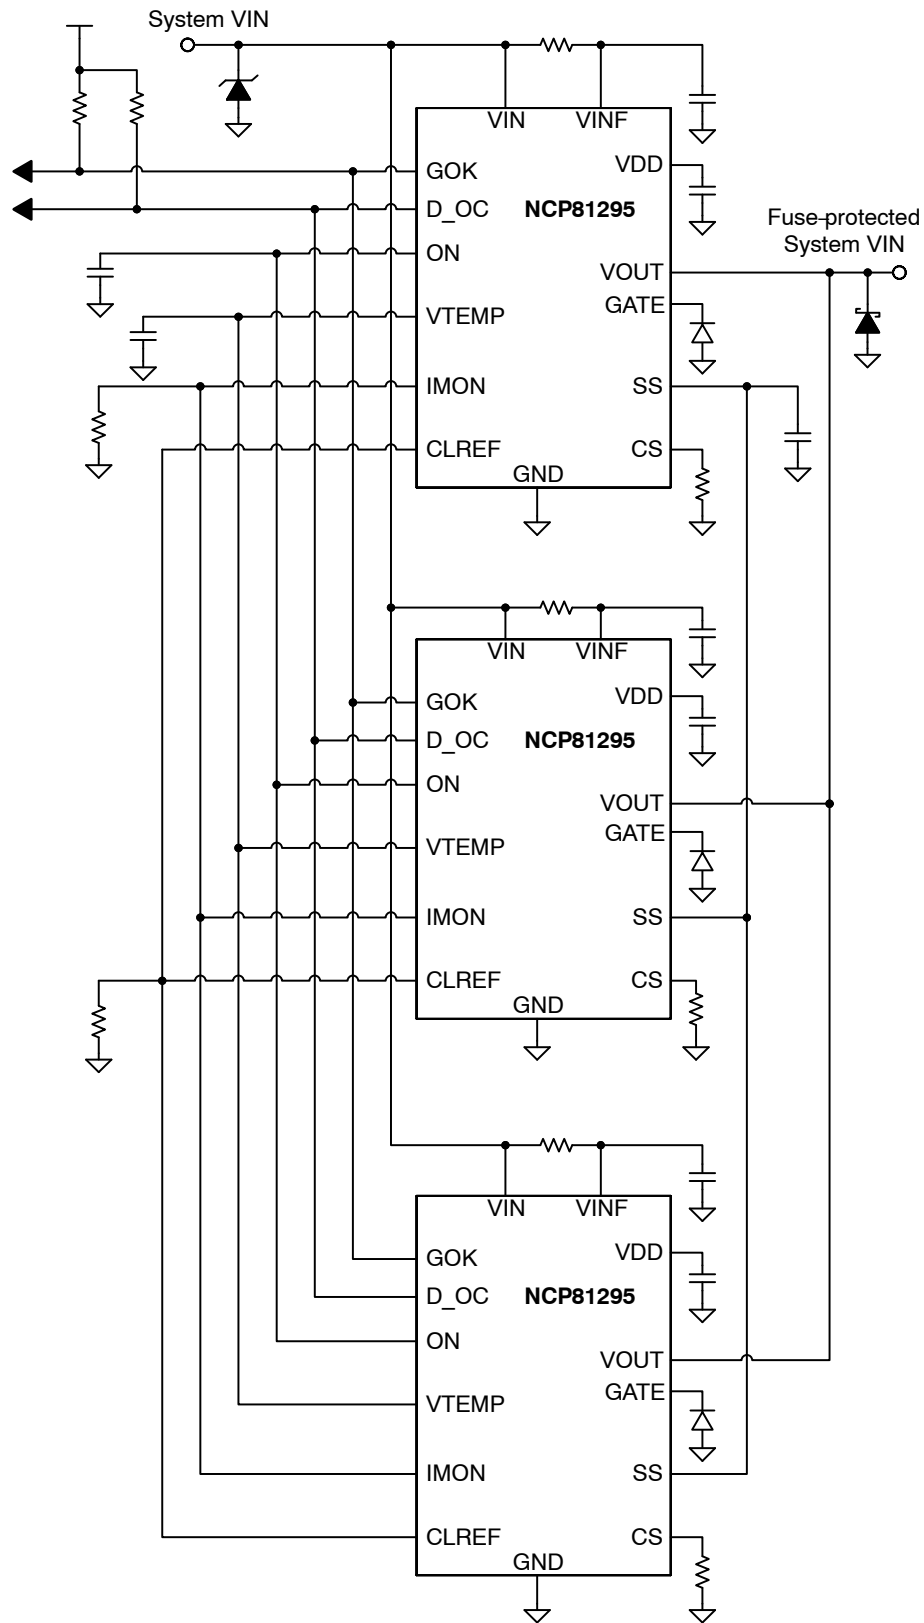 System VIN
VIN VINF
GOK
VDD
D_OC NCP81295
ON
Fuse–protected
System VIN
VOUT
GATE
VTEMP
IMON
SS
CLREF
CS
GND
VIN VINF
GOK
VDD
D_OC NCP81295
ON
VOUT
GATE
VTEMP
IMON
SS
CLREF
CS
GND
VIN VINF
GOK
VDD
D_OC NCP81295
ON
VOUT
GATE
VTEMP
IMON
SS
CLREF
CS
GND